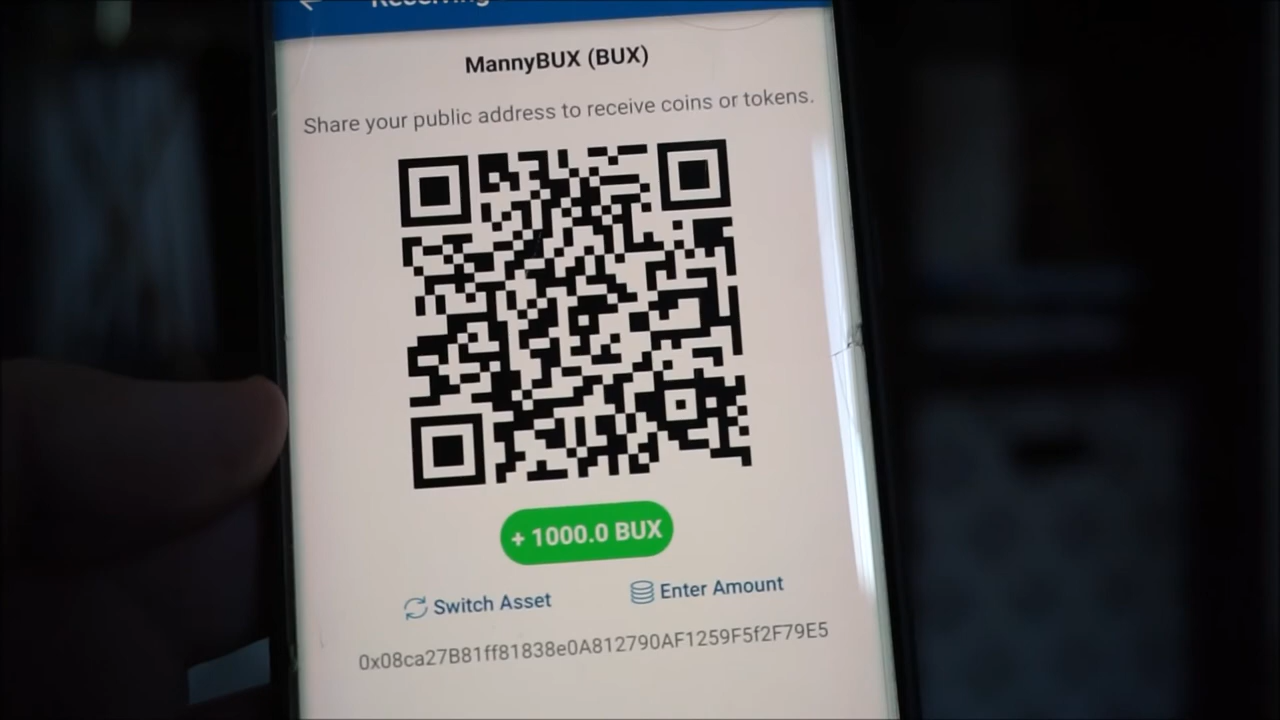 Receiving
MannyBUX (BUX)
Share your public address to receive coins or tokens.
+ 1000.0 BUX
Switch Asset
Enter Amount
0x08ca27B81ff81838e0A812790AF1259F5f2F79E5